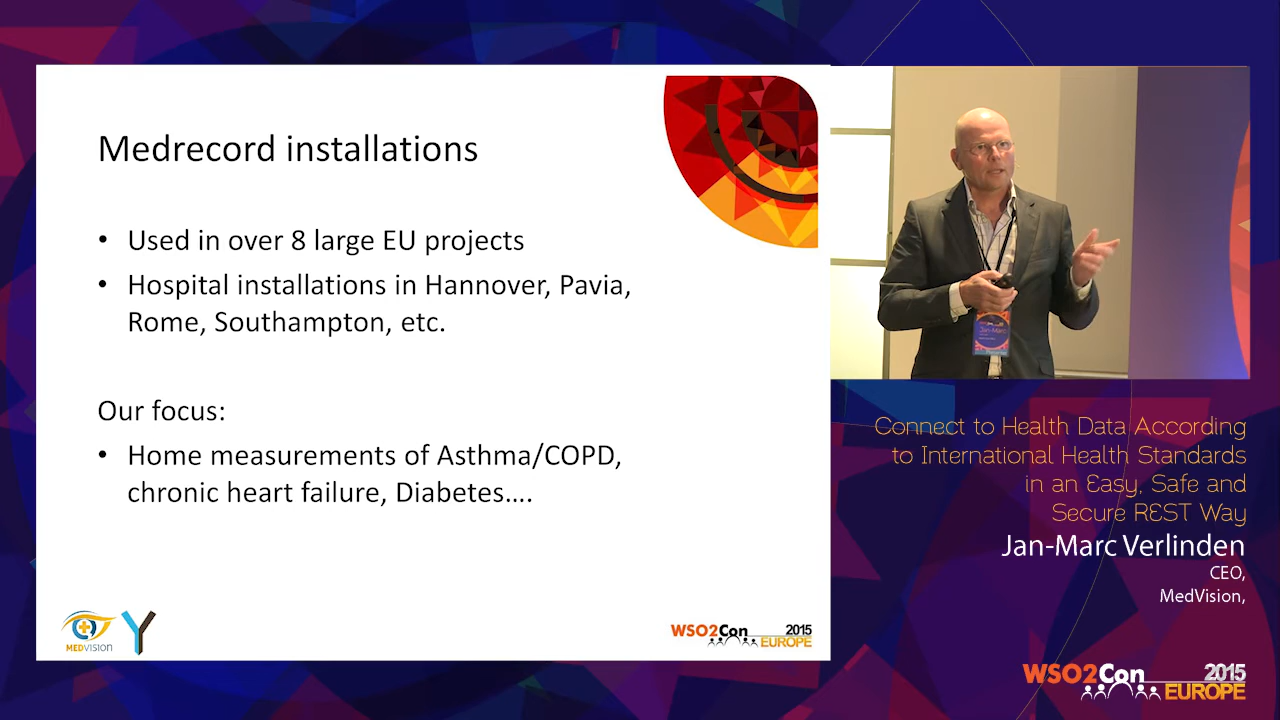 Medrecord installations
• Used in over 8 large EU projects
• Hospital installations in Hannover, Pavia,
Rome, Southampton, etc.
Our focus:
• Home measurements of Asthma/COPD,
chronic heart failure, Diabetes....
MEDVISION
WSO2Con 2015
EUROPE
Jan-Marc
Connect to Health Data According
to International Health Standards
in an Easy, Safe and
Secure REST Way
Jan-Marc Verlinden
CEO,
MedVision,
WSO2Con 2015
EUROPE